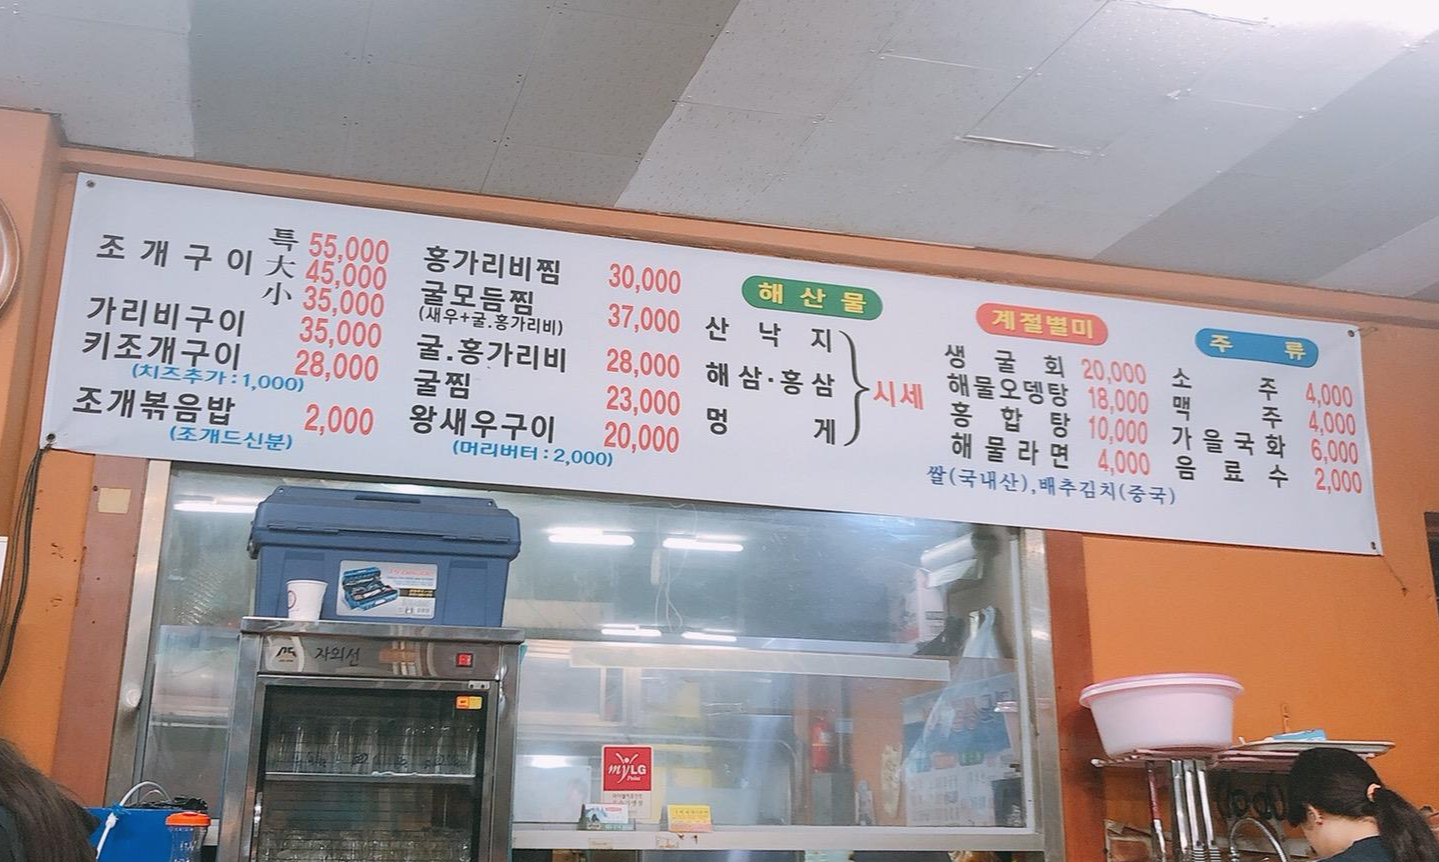 조개구이 特 55,000
大 45,000
小 35,000
가리비구이 35,000
키조개구이 28,000
(치즈추가 : 1,000)
조개볶음밥 2,000
(조개드신분)
홍가리비찜 30,000
굴모듬찜 37,000
(새우+굴.홍가리비)
굴.홍가리비 28,000
굴찜 23,000
왕새우구이 20,000
(머리버터 : 2,000)
해산물
산낙지
해삼·홍삼
멍게
시세
계절별미
생굴회 20,000
해물오뎅탕 18,000
홍합탕 10,000
해물라면 4,000
쌀(국내산),배추김치(중국)
주류
소주 4,000
맥주 4,000
가을국화 6,000
음료수 2,000
자외선
myLG
Point